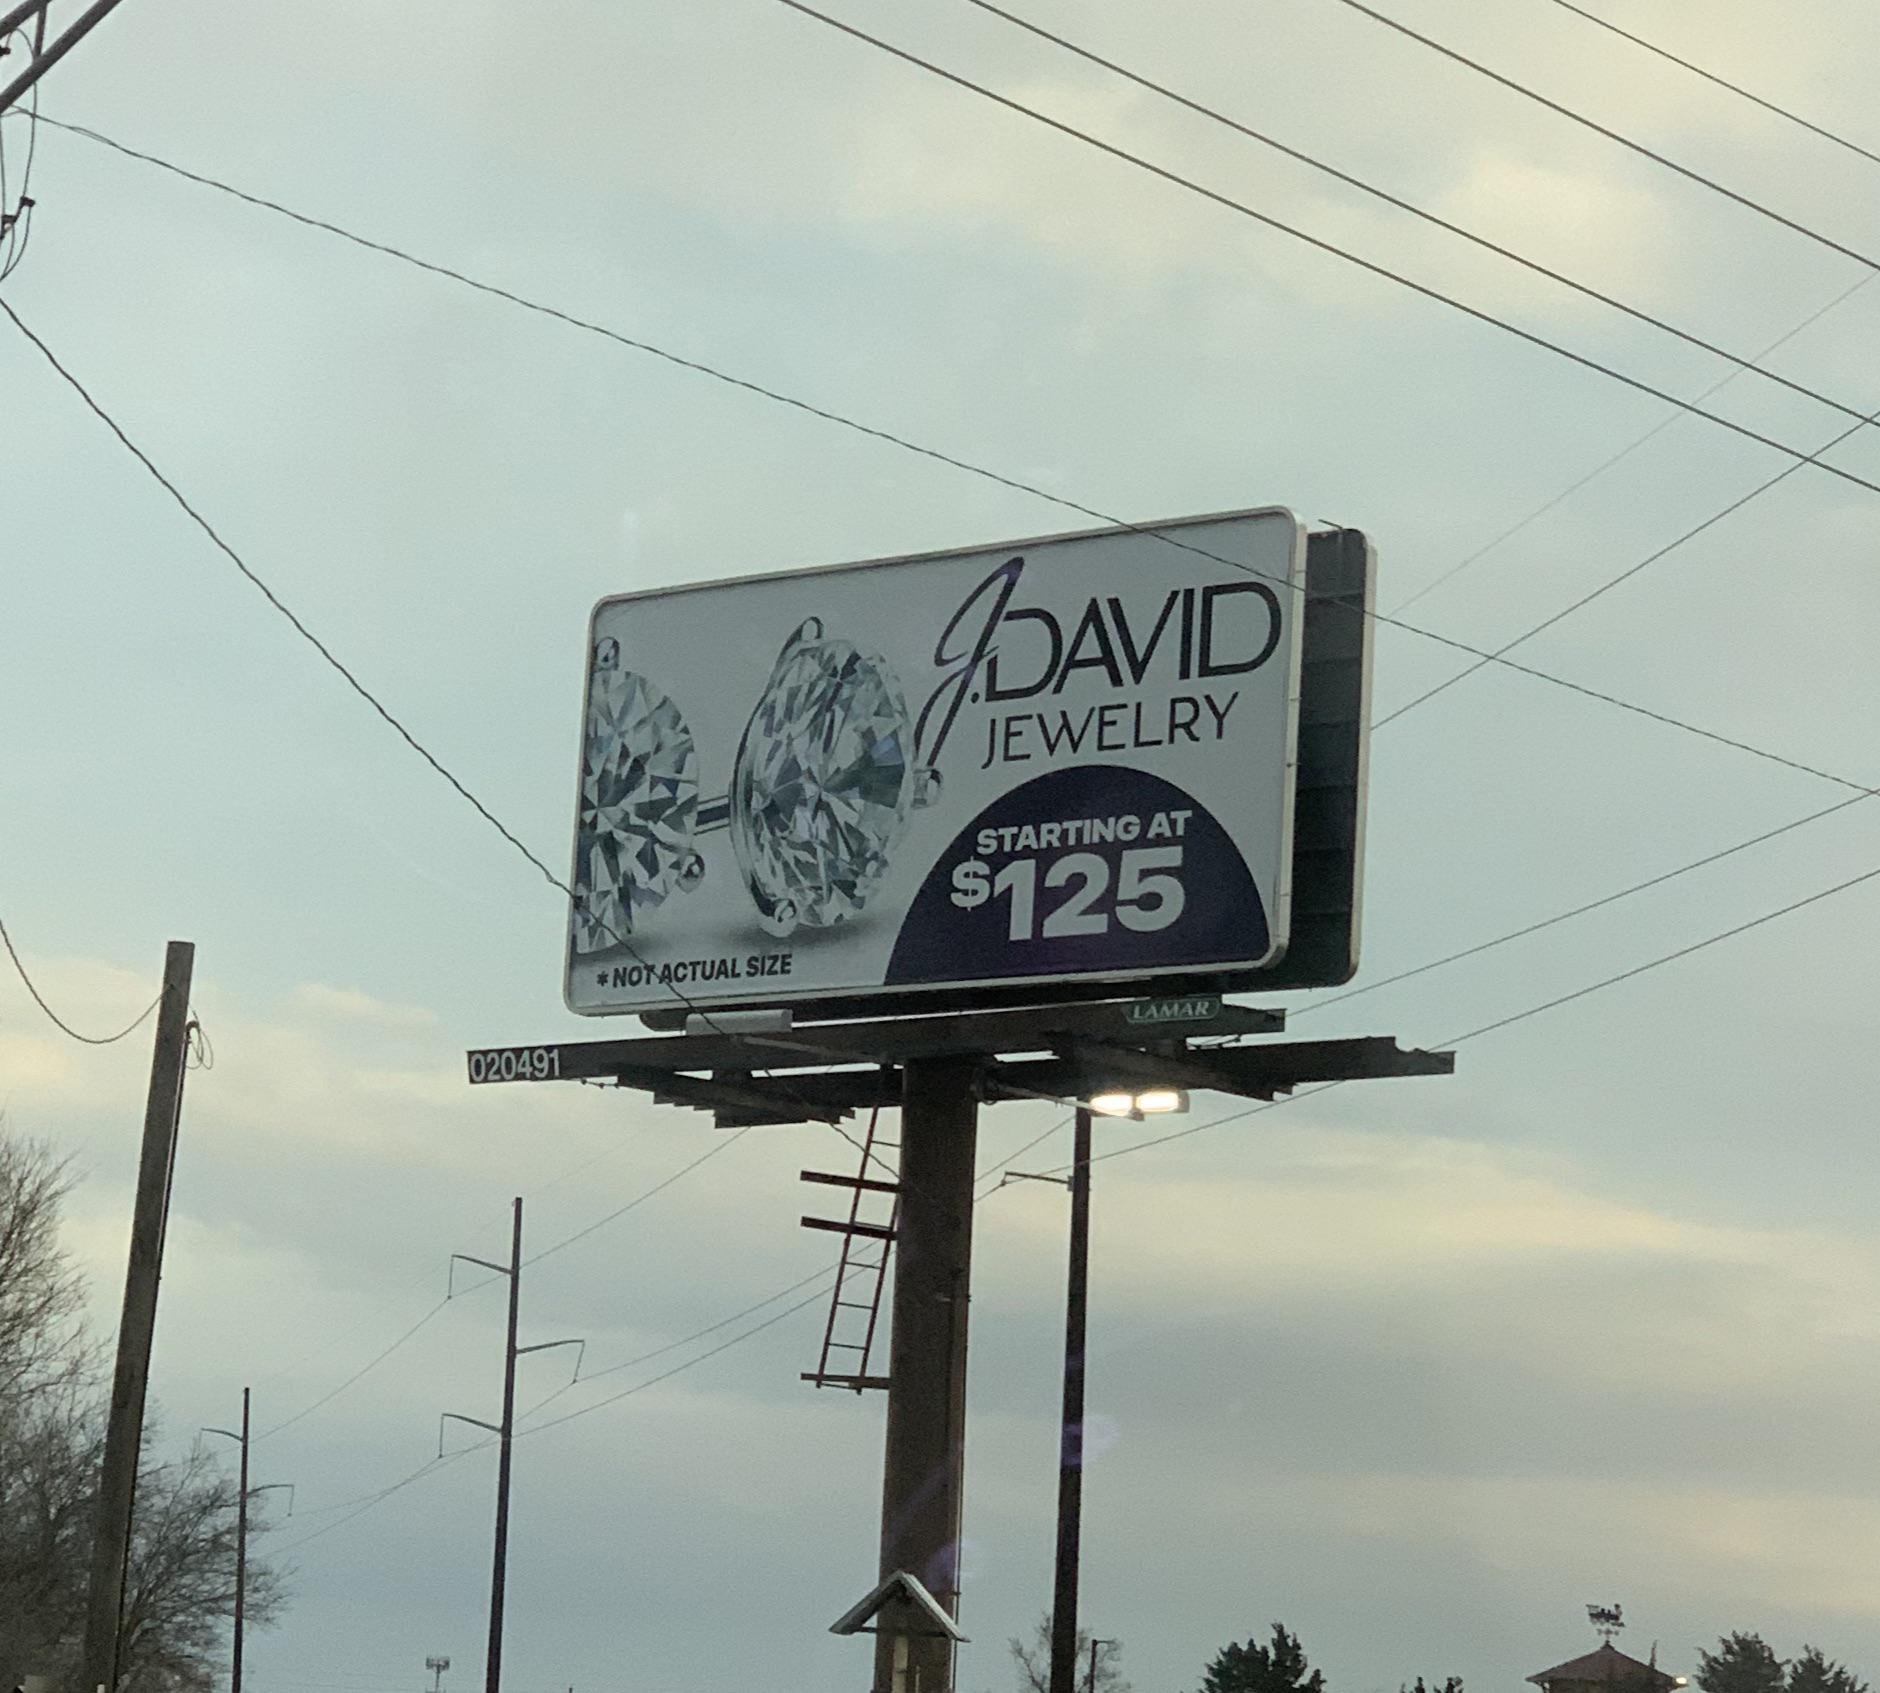 J.DAVID
JEWELRY
STARTING AT
$125
* NOT ACTUAL SIZE
LAMAR
020491